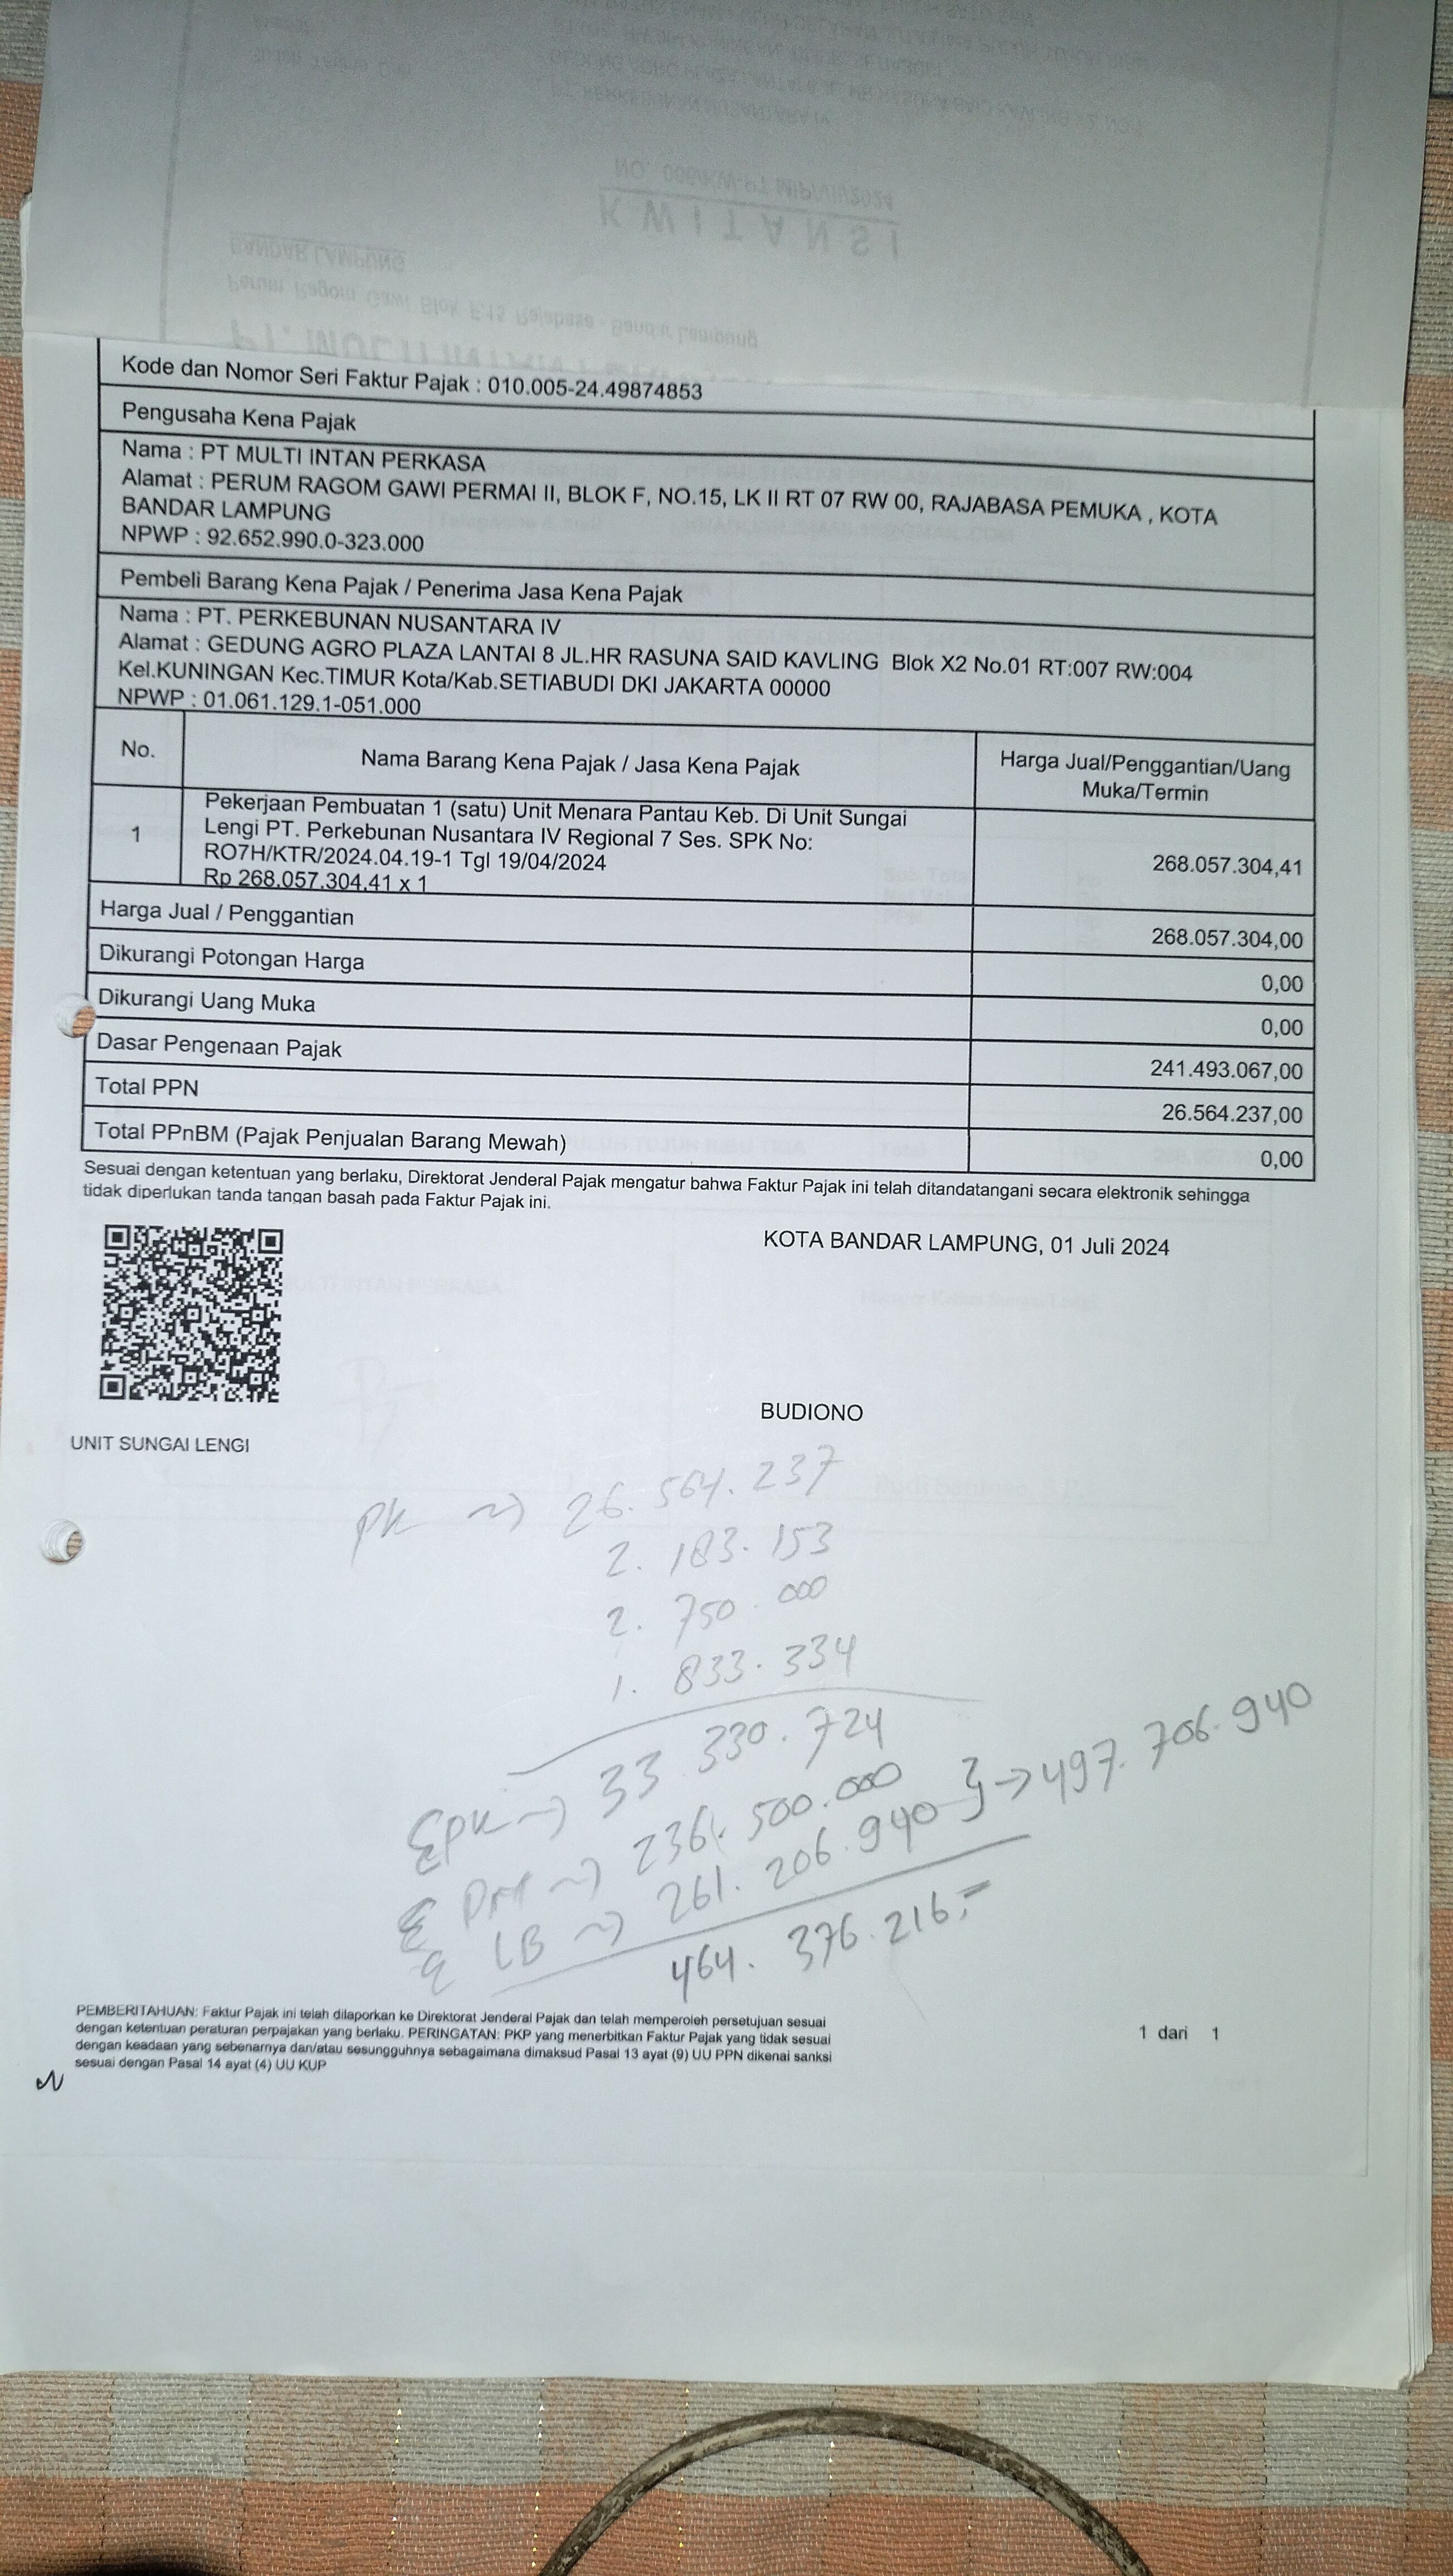 Kode dan Nomor Seri Faktur Pajak : 010.005-24.49874853
Pengusaha Kena Pajak
Nama : PT MULTI INTAN PERKASA
Alamat : PERUM RAGOM GAWI PERMAI II, BLOK F, NO.15, LK II RT 07 RW 00, RAJABASA PEMUKA , KOTA
BANDAR LAMPUNG
NPWP : 92.652.990.0-323.000
Pembeli Barang Kena Pajak / Penerima Jasa Kena Pajak
Nama : PT. PERKEBUNAN NUSANTARA IV
Alamat : GEDUNG AGRO PLAZA LANTAI 8 JL.HR RASUNA SAID KAVLING Blok X2 No.01 RT:007 RW:004
Kel.KUNINGAN Kec.TIMUR Kota/Kab.SETIABUDI DKI JAKARTA 00000
NPWP : 01.061.129.1-051.000
No. Nama Barang Kena Pajak / Jasa Kena Pajak Harga Jual/Penggantian/Uang
Muka/Termin
Pekerjaan Pembuatan 1 (satu) Unit Menara Pantau Keb. Di Unit Sungai
Lengi PT. Perkebunan Nusantara IV Regional 7 Ses. SPK No:
1 RO7H/KTR/2024.04.19-1 Tgl 19/04/2024 268.057.304,41
Rp 268.057.304,41 x 1
Harga Jual / Penggantian 268.057.304,00
Dikurangi Potongan Harga 0,00
Dikurangi Uang Muka 0,00
Dasar Pengenaan Pajak 241.493.067,00
Total PPN 26.564.237,00
Total PPnBM (Pajak Penjualan Barang Mewah) 0,00
Sesuai dengan ketentuan yang berlaku, Direktorat Jenderal Pajak mengatur bahwa Faktur Pajak ini telah ditandatangani secara elektronik sehingga
tidak diperlukan tanda tangan basah pada Faktur Pajak ini.
KOTA BANDAR LAMPUNG, 01 Juli 2024
BUDIONO
UNIT SUNGAI LENGI
PK ~) 26.564.237
2.183.153
2.750.000
1.833.334
ΣPK ~) 33.330.724
Σ PM ~) 236.500.000
Σ LB ~) 261.206.940 } -> 497.706.940
464.376.216,=
PEMBERITAHUAN: Faktur Pajak ini telah dilaporkan ke Direktorat Jenderal Pajak dan telah memperoleh persetujuan sesuai
dengan ketentuan peraturan perpajakan yang berlaku. PERINGATAN: PKP yang menerbitkan Faktur Pajak yang tidak sesuai
dengan keadaan yang sebenarnya dan/atau sesungguhnya sebagaimana dimaksud Pasal 13 ayat (9) UU PPN dikenai sanksi
sesuai dengan Pasal 14 ayat (4) UU KUP
1 dari 1